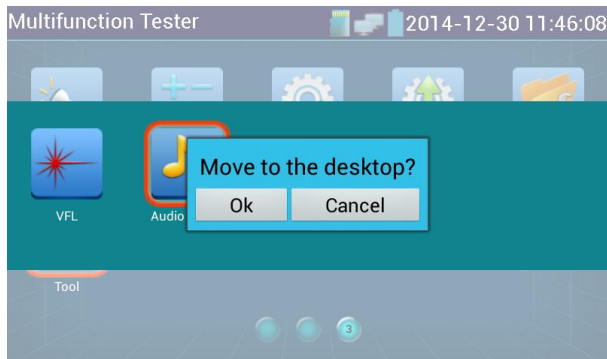 Multifunction Tester
2014-12-30 11:46:08
Move to the desktop?
Ok
Cancel
VFL
Audio
Tool
3